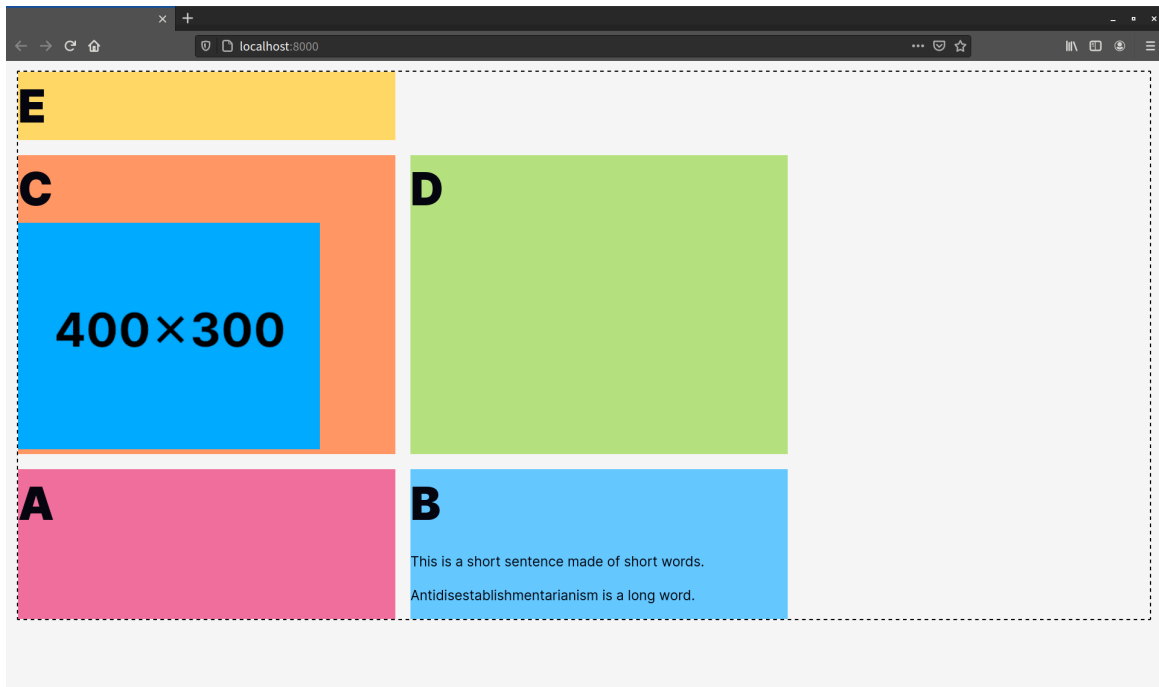 localhost:8000
E
C
D
400×300
A
B
This is a short sentence made of short words.
Antidisestablishmentarianism is a long word.